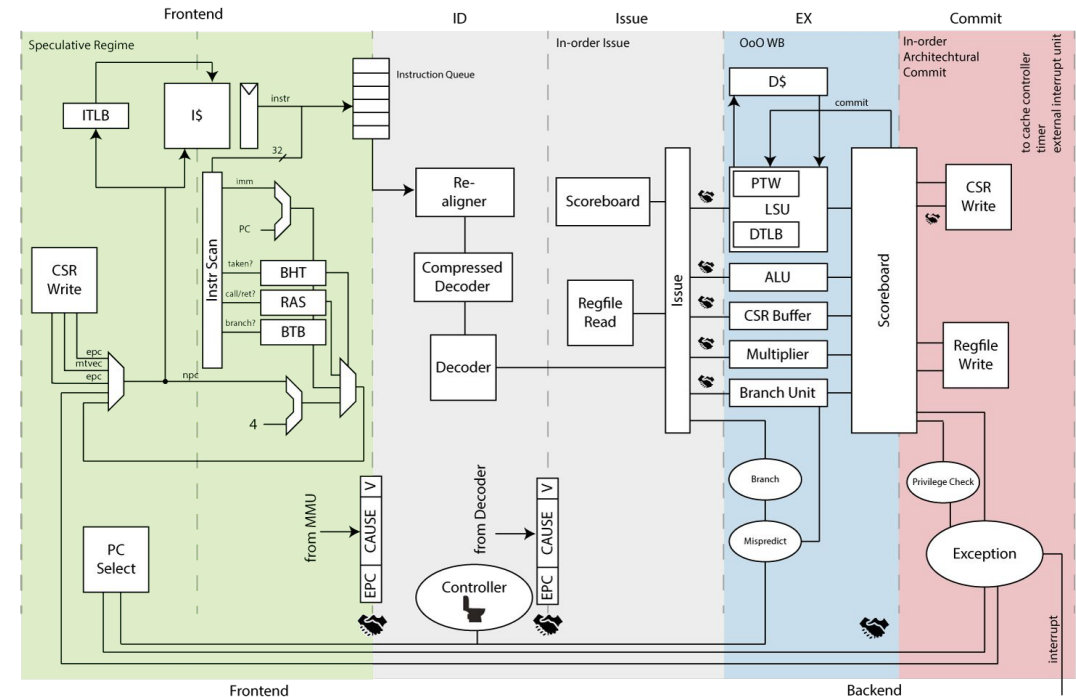 Frontend
ID
Issue
EX
Commit
Speculative Regime
In-order Issue
OoO WB
In-order
Architechtural
Commit
to cache controller
timer
external interrupt unit
ITLB
I$
instr
Instruction Queue
32
Instr Scan
imm
PC
taken?
call/ret?
branch?
BHT
RAS
BTB
CSR
Write
epc
mtvec
epc
npc
4
Re-
aligner
Compressed
Decoder
Decoder
Scoreboard
Regfile
Read
Issue
D$
commit
PTW
LSU
DTLB
ALU
CSR Buffer
Multiplier
Branch Unit
Scoreboard
CSR
Write
Regfile
Write
Branch
Mispredict
Privilege Check
Exception
PC
Select
from MMU
EPC
CAUSE
V
Controller
from Decoder
EPC
CAUSE
V
interrupt
Frontend
Backend